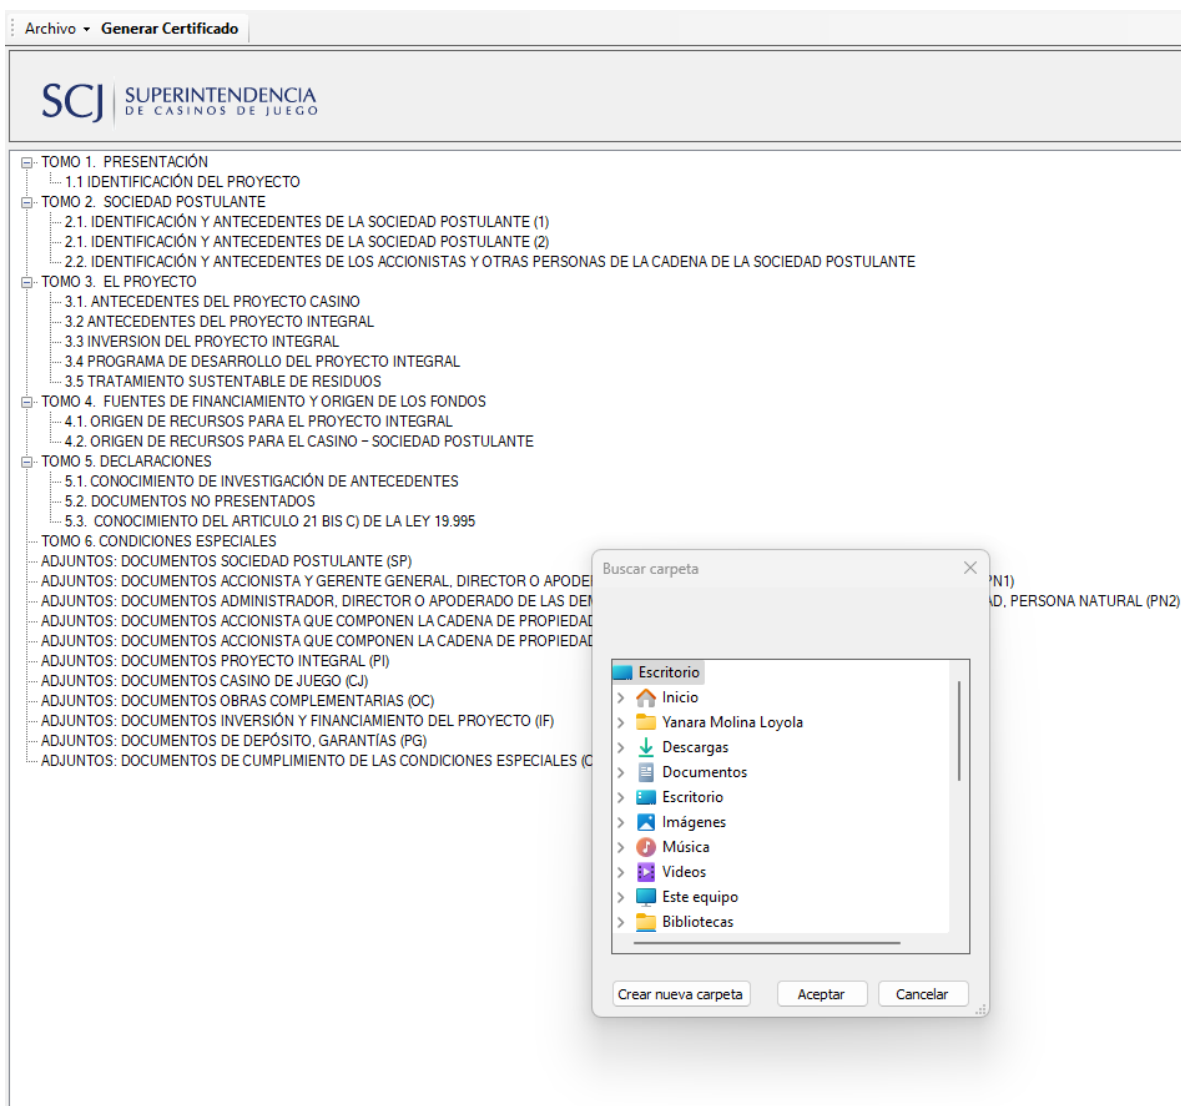 Archivo Generar Certificado
SCJ SUPERINTENDENCIA
DE CASINOS DE JUEGO
TOMO 1.  PRESENTACIÓN
1.1 IDENTIFICACIÓN DEL PROYECTO
TOMO 2.  SOCIEDAD POSTULANTE
2.1. IDENTIFICACIÓN Y ANTECEDENTES DE LA SOCIEDAD POSTULANTE (1)
2.1. IDENTIFICACIÓN Y ANTECEDENTES DE LA SOCIEDAD POSTULANTE (2)
2.2. IDENTIFICACIÓN Y ANTECEDENTES DE LOS ACCIONISTAS Y OTRAS PERSONAS DE LA CADENA DE LA SOCIEDAD POSTULANTE
TOMO 3.  EL PROYECTO
3.1. ANTECEDENTES DEL PROYECTO CASINO
3.2 ANTECEDENTES DEL PROYECTO INTEGRAL
3.3 INVERSION DEL PROYECTO INTEGRAL
3.4 PROGRAMA DE DESARROLLO DEL PROYECTO INTEGRAL
3.5 TRATAMIENTO SUSTENTABLE DE RESIDUOS
TOMO 4.  FUENTES DE FINANCIAMIENTO Y ORIGEN DE LOS FONDOS
4.1. ORIGEN DE RECURSOS PARA EL PROYECTO INTEGRAL
4.2. ORIGEN DE RECURSOS PARA EL CASINO – SOCIEDAD POSTULANTE
TOMO 5. DECLARACIONES
5.1. CONOCIMIENTO DE INVESTIGACIÓN DE ANTECEDENTES
5.2. DOCUMENTOS NO PRESENTADOS
5.3.  CONOCIMIENTO DEL ARTICULO 21 BIS C) DE LA LEY 19.995
TOMO 6. CONDICIONES ESPECIALES
ADJUNTOS: DOCUMENTOS SOCIEDAD POSTULANTE (SP)
ADJUNTOS: DOCUMENTOS ACCIONISTA Y GERENTE GENERAL, DIRECTOR O APODE PN1)
ADJUNTOS: DOCUMENTOS ADMINISTRADOR, DIRECTOR O APODERADO DE LAS DEM AD, PERSONA NATURAL (PN2)
ADJUNTOS: DOCUMENTOS ACCIONISTA QUE COMPONEN LA CADENA DE PROPIEDAD
ADJUNTOS: DOCUMENTOS ACCIONISTA QUE COMPONEN LA CADENA DE PROPIEDAD
ADJUNTOS: DOCUMENTOS PROYECTO INTEGRAL (PI)
ADJUNTOS: DOCUMENTOS CASINO DE JUEGO (CJ)
ADJUNTOS: DOCUMENTOS OBRAS COMPLEMENTARIAS (OC)
ADJUNTOS: DOCUMENTOS INVERSIÓN Y FINANCIAMIENTO DEL PROYECTO (IF)
ADJUNTOS: DOCUMENTOS DE DEPÓSITO, GARANTÍAS (PG)
ADJUNTOS: DOCUMENTOS DE CUMPLIMIENTO DE LAS CONDICIONES ESPECIALES (C
Buscar carpeta
Escritorio
Inicio
Yanara Molina Loyola
Descargas
Documentos
Escritorio
Imágenes
Música
Videos
Este equipo
Bibliotecas
Crear nueva carpeta Aceptar Cancelar